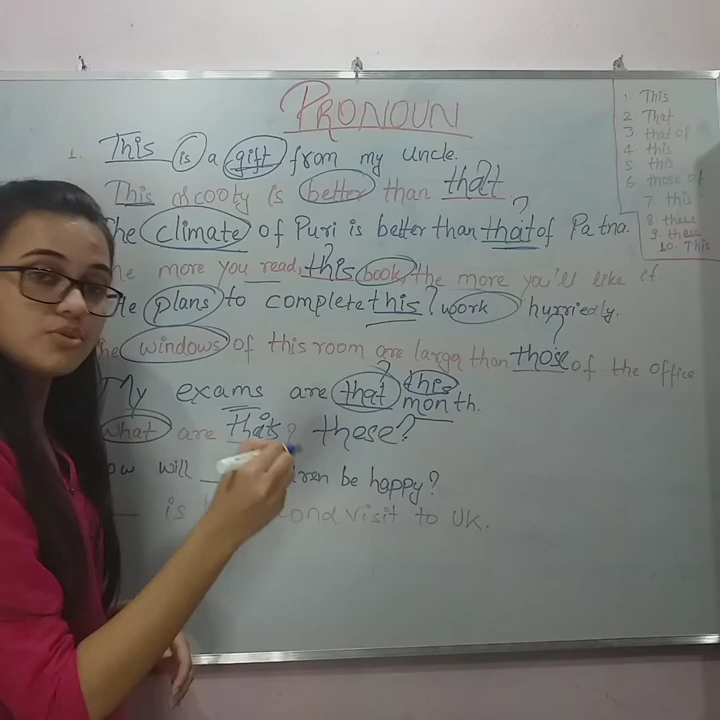 PRONOUN
1. This is a gift from my uncle.
This scooty is better than that
The climate of Puri is better than that of Patna.
The more you read, this book, the more you'll like it
He plans to complete this? work hurriedly.
The windows of this room are larger than those of the office
My exams are that this month.
What are thats? these?
will ren be happy?
is ond visit to UK.
1. This
2. That
3. that of
4. this
5. this
6. those of
7. this
8. these
9. these
10. This